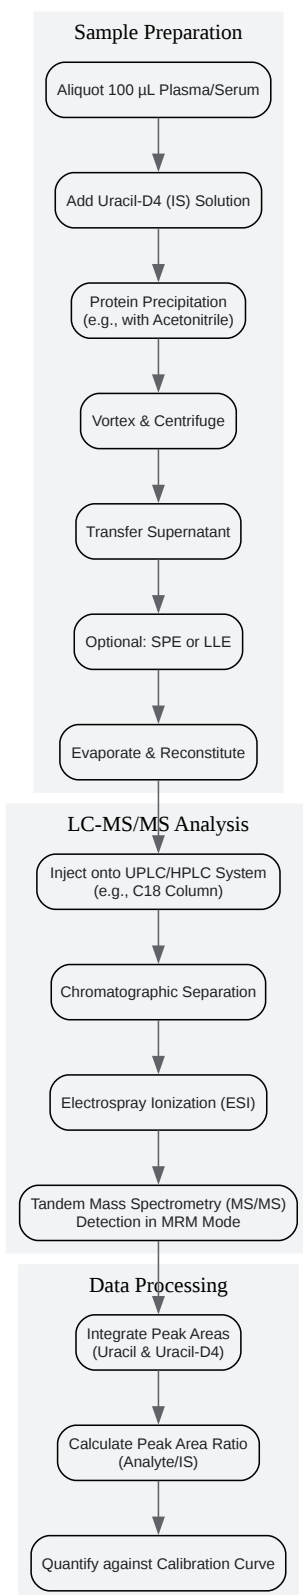 Sample Preparation
Aliquot 100 µL Plasma/Serum
Add Uracil-D4 (IS) Solution
Protein Precipitation
(e.g., with Acetonitrile)
Vortex & Centrifuge
Transfer Supernatant
Optional: SPE or LLE
Evaporate & Reconstitute
LC-MS/MS Analysis
Inject onto UPLC/HPLC System
(e.g., C18 Column)
Chromatographic Separation
Electrospray Ionization (ESI)
Tandem Mass Spectrometry (MS/MS)
Detection in MRM Mode
Data Processing
Integrate Peak Areas
(Uracil & Uracil-D4)
Calculate Peak Area Ratio
(Analyte/IS)
Quantify against Calibration Curve